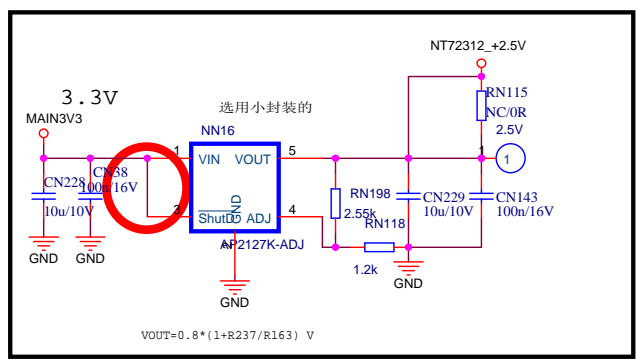 NT72312_+2.5V
3.3V
MAIN3V3
选用小封装的
RN115
NC/0R
2.5V
NN16
1
VIN
VOUT
5
1
1
CN38
100n/16V
CN228
10u/10V
RN198
2.55k
CN229
10u/10V
CN143
100n/16V
3
ShutD
GND
ADJ
4
RN118
2
AP2127K-ADJ
1.2k
GND
GND
GND
GND
VOUT=0.8*(1+R237/R163) V